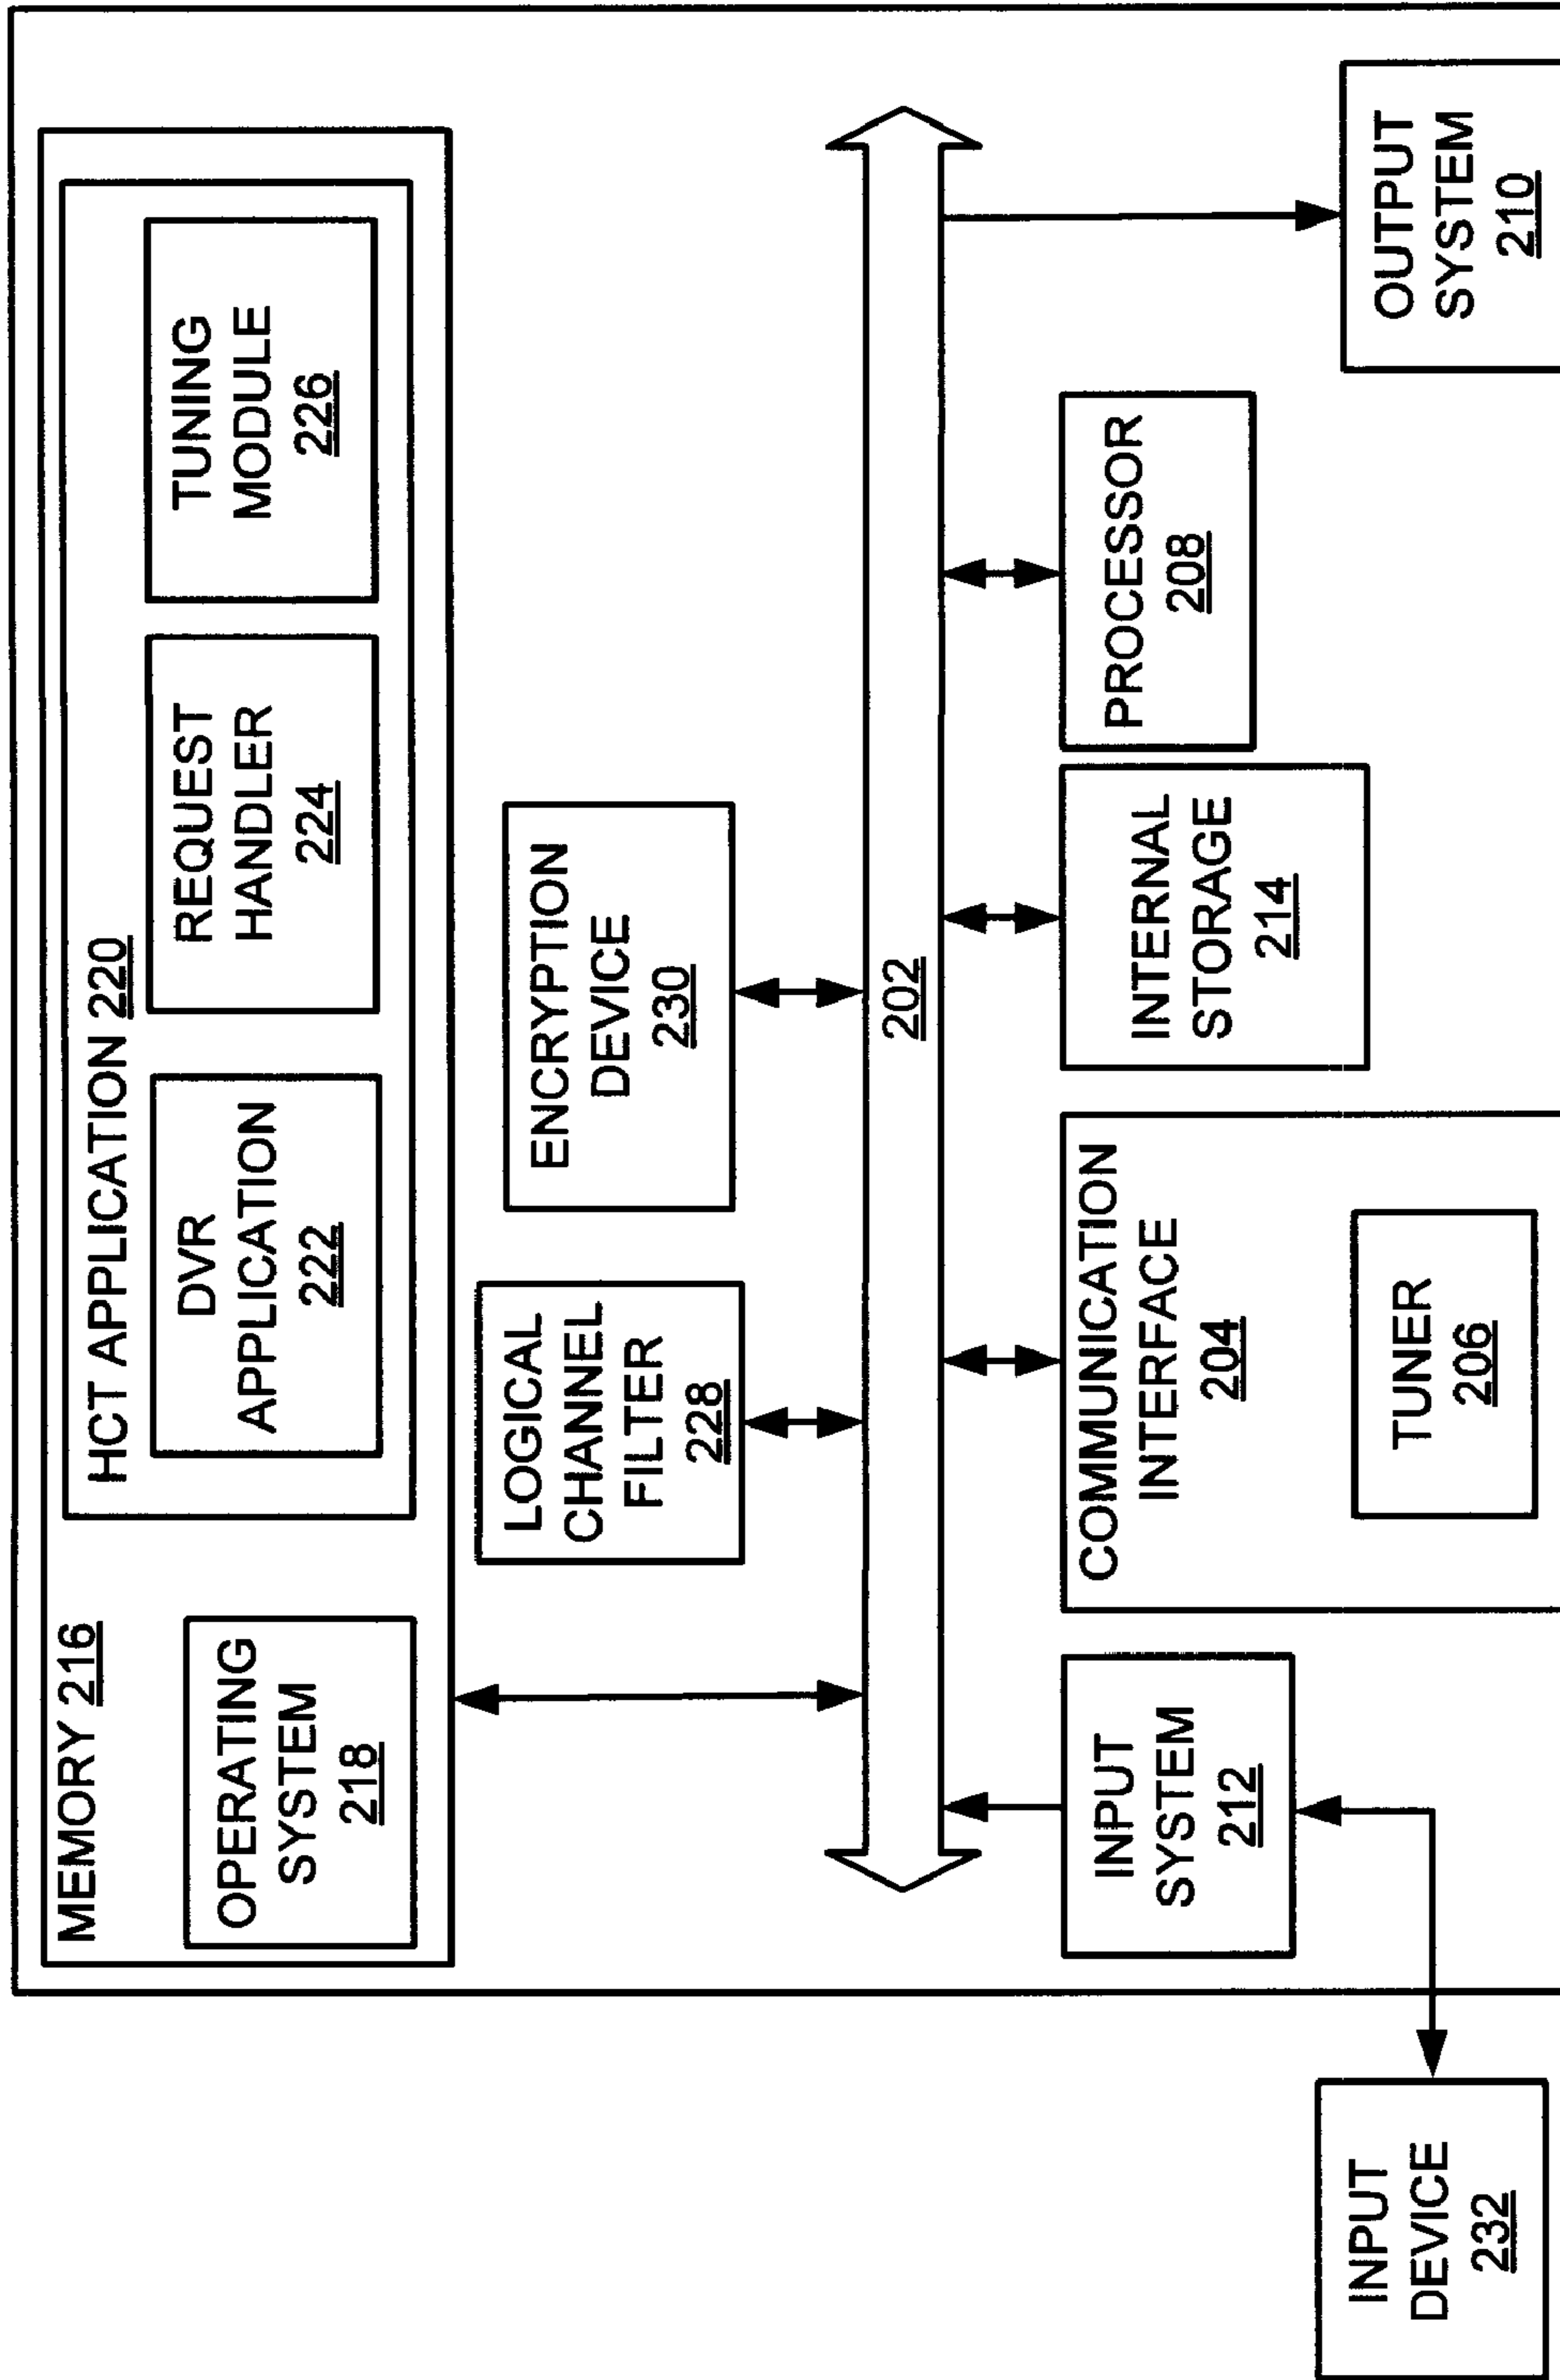 MEMORY 216
OPERATING
SYSTEM
218
HCT APPLICATION 220
DVR
APPLICATION
222
REQUEST
HANDLER
224
TUNING
MODULE
226
LOGICAL
CHANNEL
FILTER
228
ENCRYPTION
DEVICE
230
202
INPUT
SYSTEM
212
COMMUNICATION
INTERFACE
204
TUNER
206
INTERNAL
STORAGE
214
PROCESSOR
208
OUTPUT
SYSTEM
210
INPUT
DEVICE
232